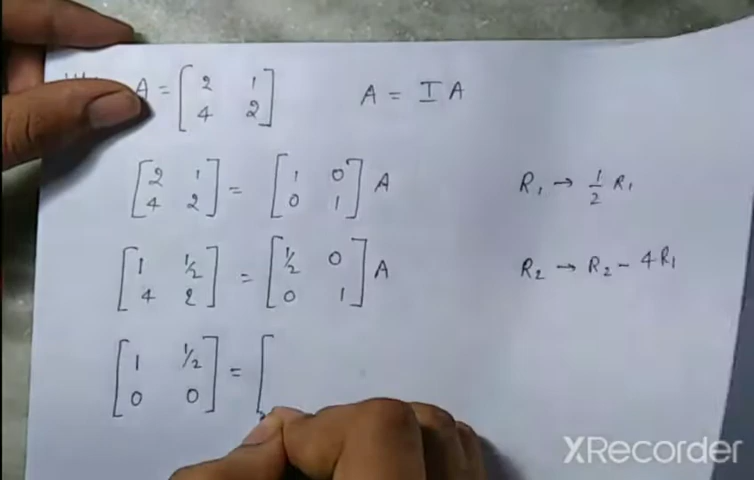 A = [2 1 A = I A
4 2]
[2 1 = [1 0 A R₁ → 1/2 R₁
4 2] 0 1]
[1 1/2 = [1/2 0 A R₂ → R₂ - 4R₁
4 2] 0 1]
[1 1/2 = [
0 0]
XRecorder